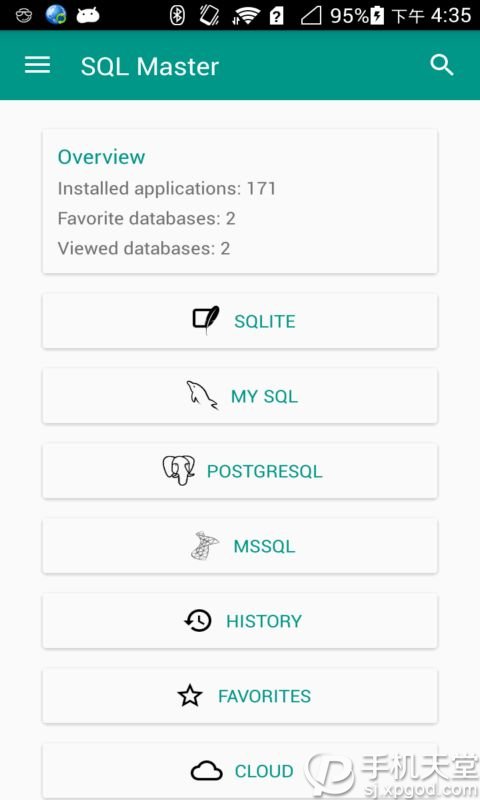 95% 下午 4:35
SQL Master
Overview
Installed applications: 171
Favorite databases: 2
Viewed databases: 2
SQLITE
MY SQL
POSTGRESQL
MSSQL
HISTORY
FAVORITES
CLOUD
手机天堂
sj.xpgod.com